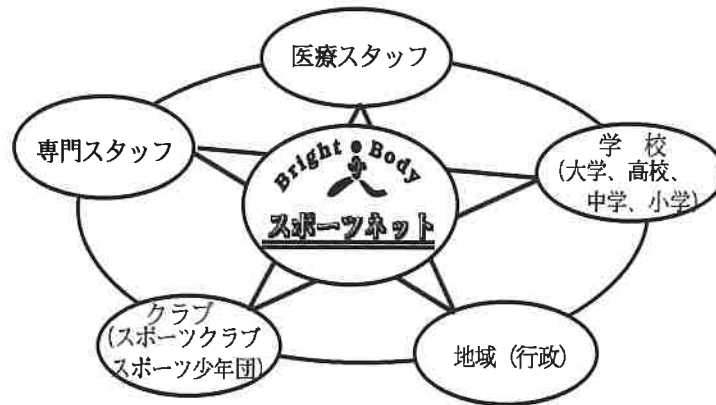 医療スタッフ
専門スタッフ
学　校
(大学、高校、
中学、小学)
Bright Body
スポーツネット
クラブ
(スポーツクラブ
スポーツ少年団)
地域（行政）